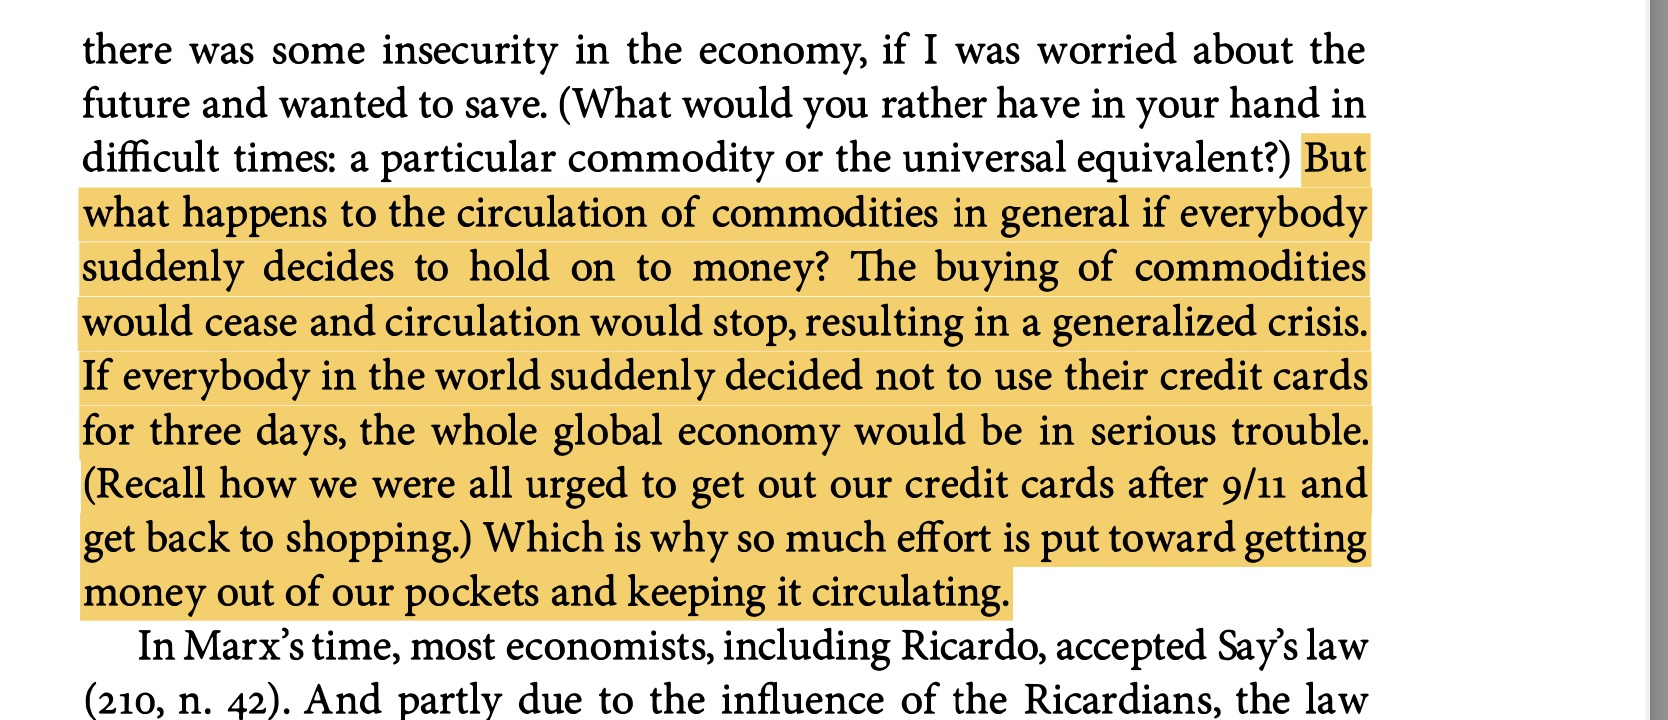 there was some insecurity in the economy, if I was worried about the
future and wanted to save. (What would you rather have in your hand in
difficult times: a particular commodity or the universal equivalent?) But
what happens to the circulation of commodities in general if everybody
suddenly decides to hold on to money? The buying of commodities
would cease and circulation would stop, resulting in a generalized crisis.
If everybody in the world suddenly decided not to use their credit cards
for three days, the whole global economy would be in serious trouble.
(Recall how we were all urged to get out our credit cards after 9/11 and
get back to shopping.) Which is why so much effort is put toward getting
money out of our pockets and keeping it circulating.
In Marx’s time, most economists, including Ricardo, accepted Say’s law
(210, n. 42). And partly due to the influence of the Ricardians, the law